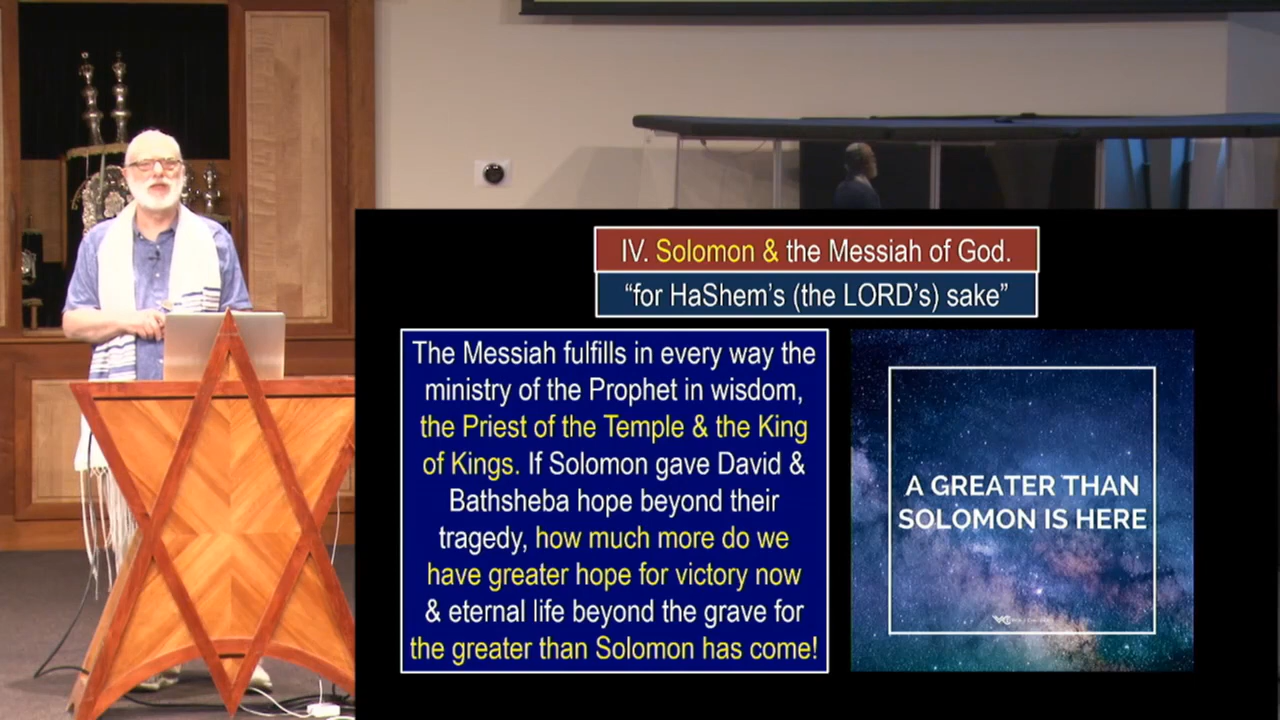 IV. Solomon & the Messiah of God.
“for HaShem’s (the LORD’s) sake”
The Messiah fulfills in every way the
ministry of the Prophet in wisdom,
the Priest of the Temple & the King
of Kings. If Solomon gave David &
Bathsheba hope beyond their
tragedy, how much more do we
have greater hope for victory now
& eternal life beyond the grave for
the greater than Solomon has come!
A GREATER THAN
SOLOMON IS HERE